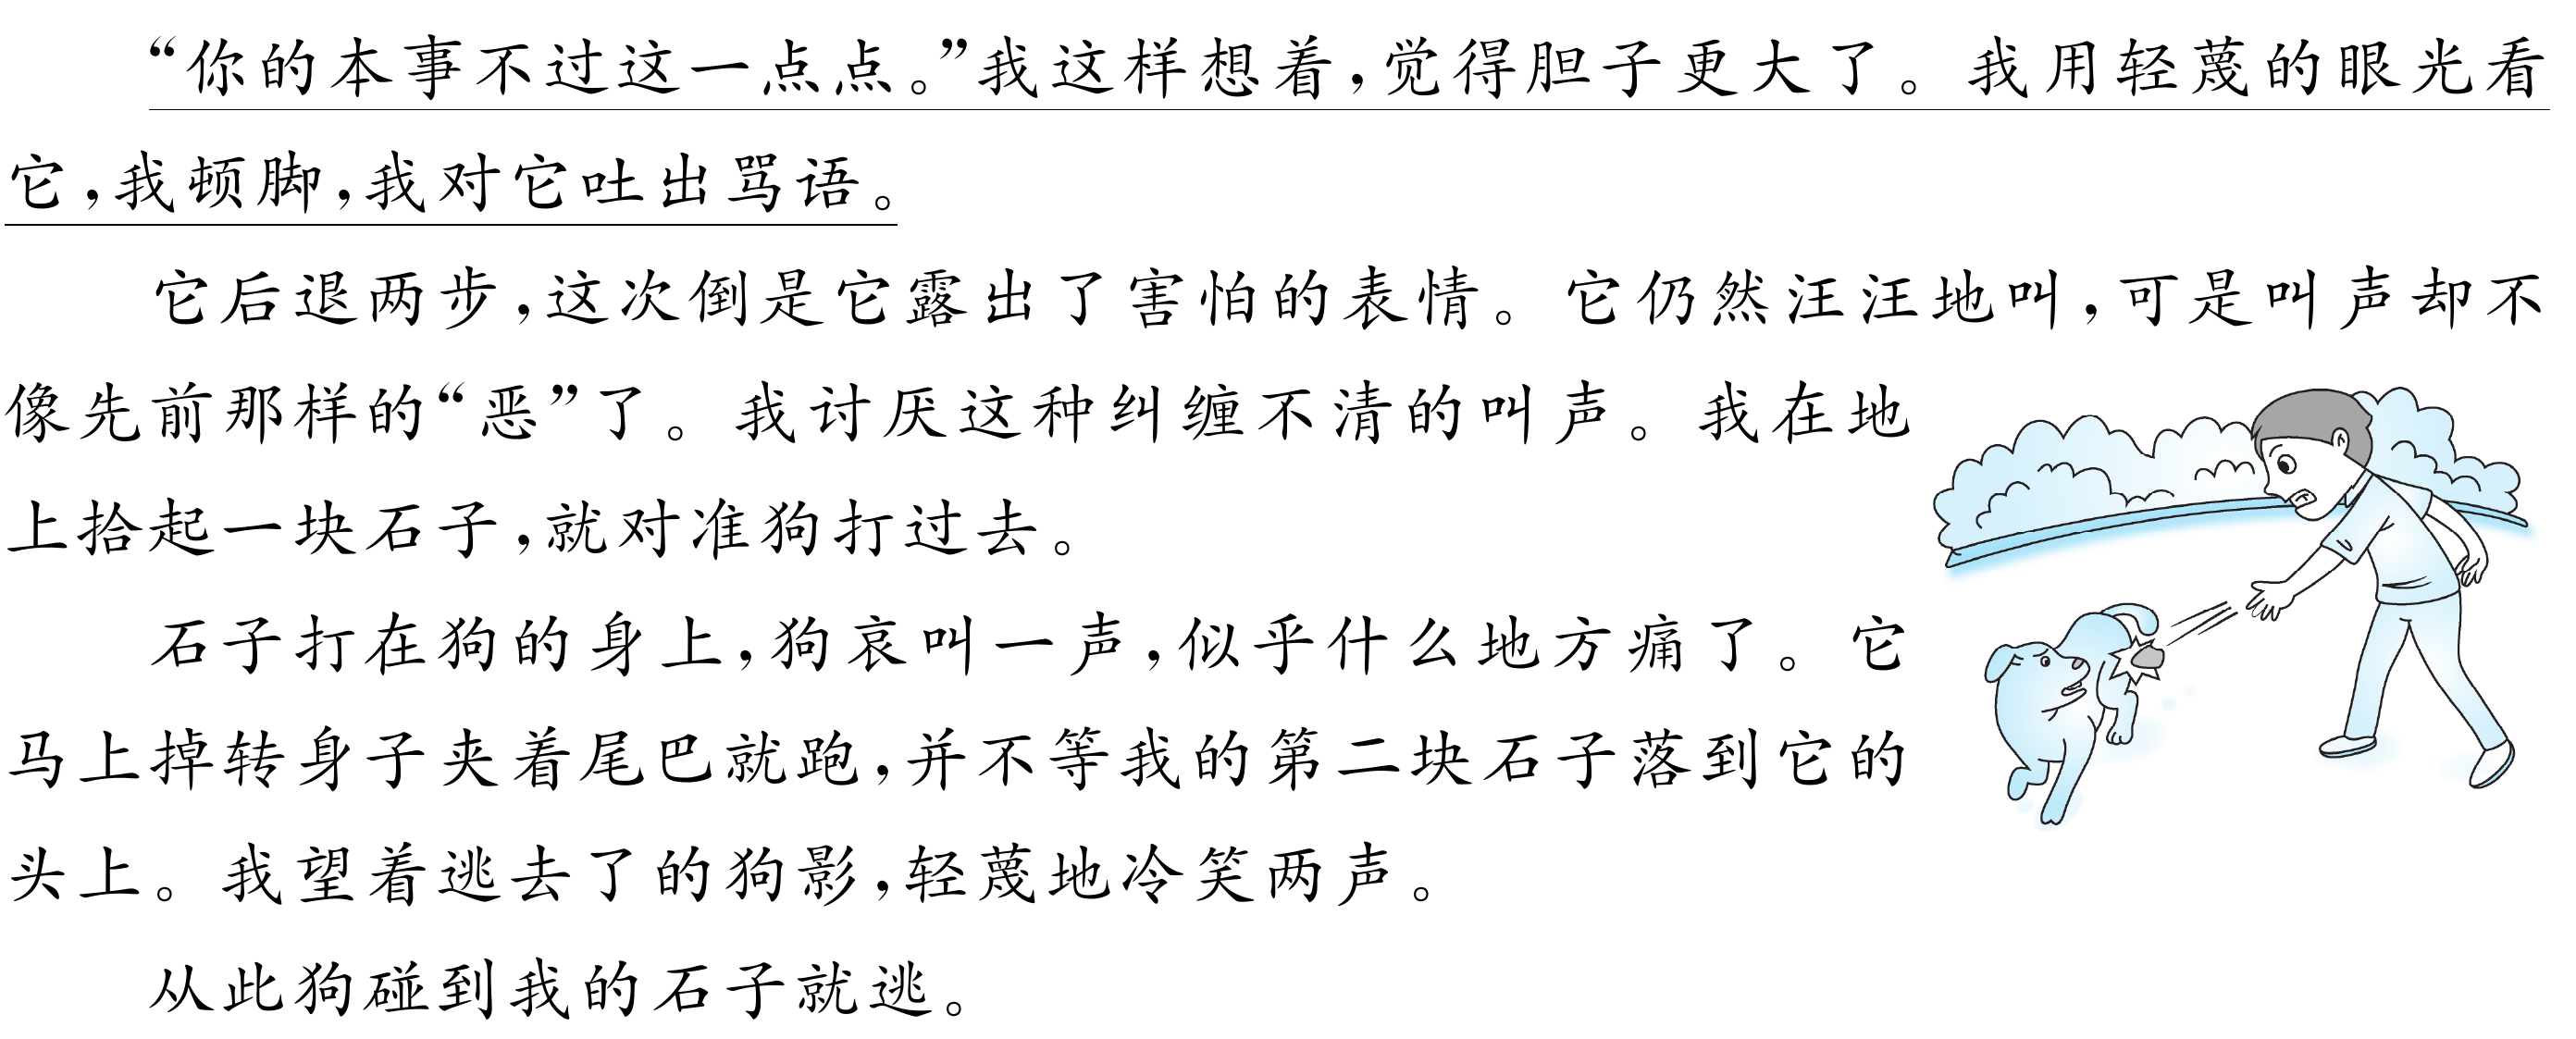 “你的本事不过这一点点。”我这样想着,觉得胆子更大了。我用轻蔑的眼光看
它,我顿脚,我对它吐出骂语。
它后退两步,这次倒是它露出了害怕的表情。它仍然汪汪地叫,可是叫声却不
像先前那样的“恶”了。我讨厌这种纠缠不清的叫声。我在地
上拾起一块石子,就对准狗打过去。
石子打在狗的身上,狗哀叫一声,似乎什么地方痛了。它
马上掉转身子夹着尾巴就跑,并不等我的第二块石子落到它的
头上。我望着逃去了的狗影,轻蔑地冷笑两声。
从此狗碰到我的石子就逃。